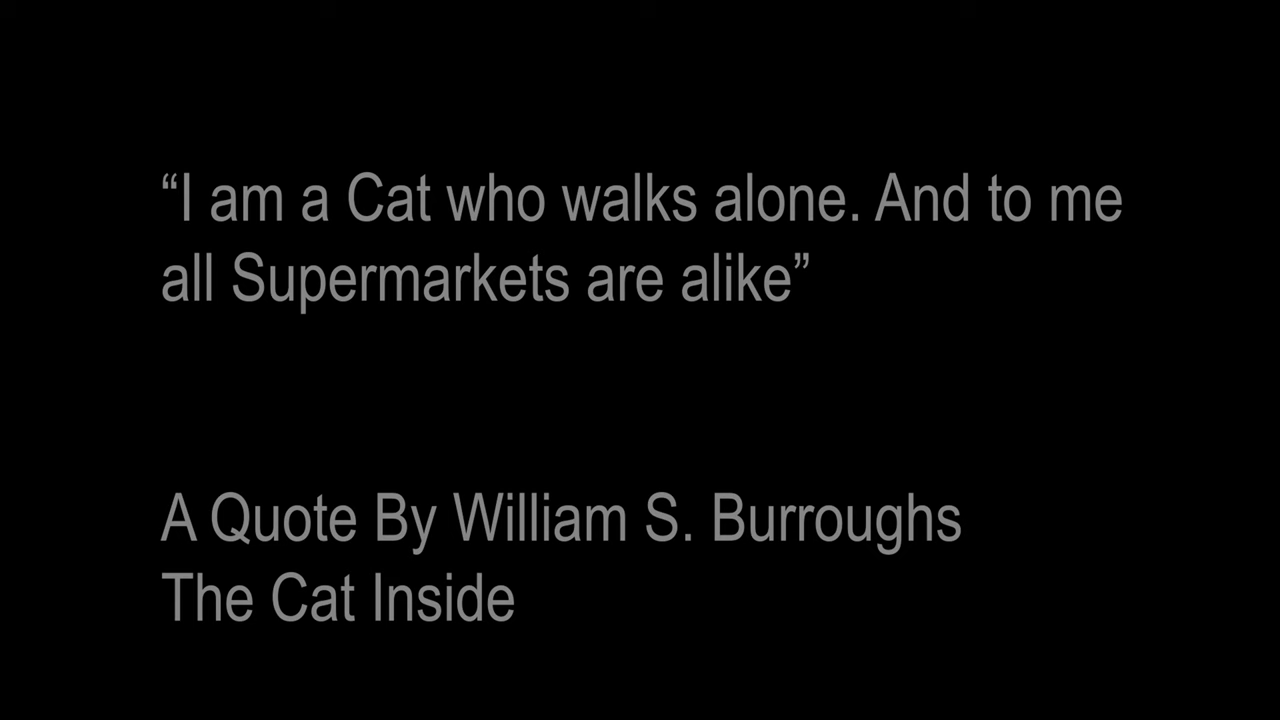 “I am a Cat who walks alone. And to me
all Supermarkets are alike”
A Quote By William S. Burroughs
The Cat Inside